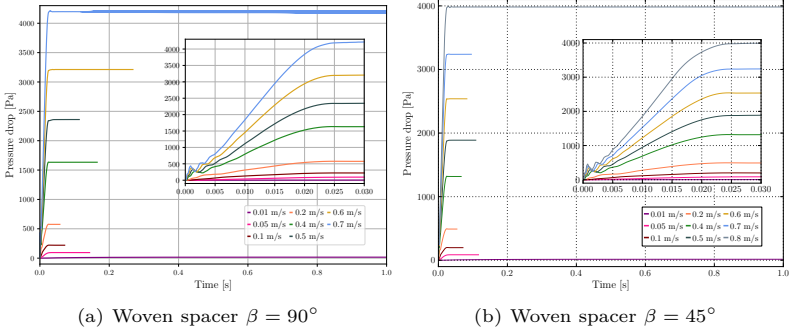 4000
3500
3000
2500
2000
1500
1000
500
0
Pressure drop [Pa]
0.0 0.2 0.4 0.6 0.8 1.0
Time [s]
4000
3500
3000
2500
2000
1500
1000
500
0
0.000 0.005 0.010 0.015 0.020 0.025 0.030
0.01 m/s 0.2 m/s 0.6 m/s
0.05 m/s 0.4 m/s 0.7 m/s
0.1 m/s 0.5 m/s
(a) Woven spacer β = 90°
4000
3000
2000
1000
0
Pressure drop [Pa]
0.0 0.2 0.4 0.6 0.8 1.0
Time [s]
4000
3000
2000
1000
0
0.000 0.005 0.010 0.015 0.020 0.025 0.030
0.01 m/s 0.2 m/s 0.6 m/s
0.05 m/s 0.4 m/s 0.7 m/s
0.1 m/s 0.5 m/s 0.8 m/s
(b) Woven spacer β = 45°